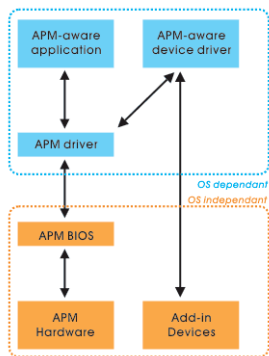 APM-aware
application
APM-aware
device driver
APM driver
OS dependant
OS independant
APM BIOS
APM
Hardware
Add-in
Devices